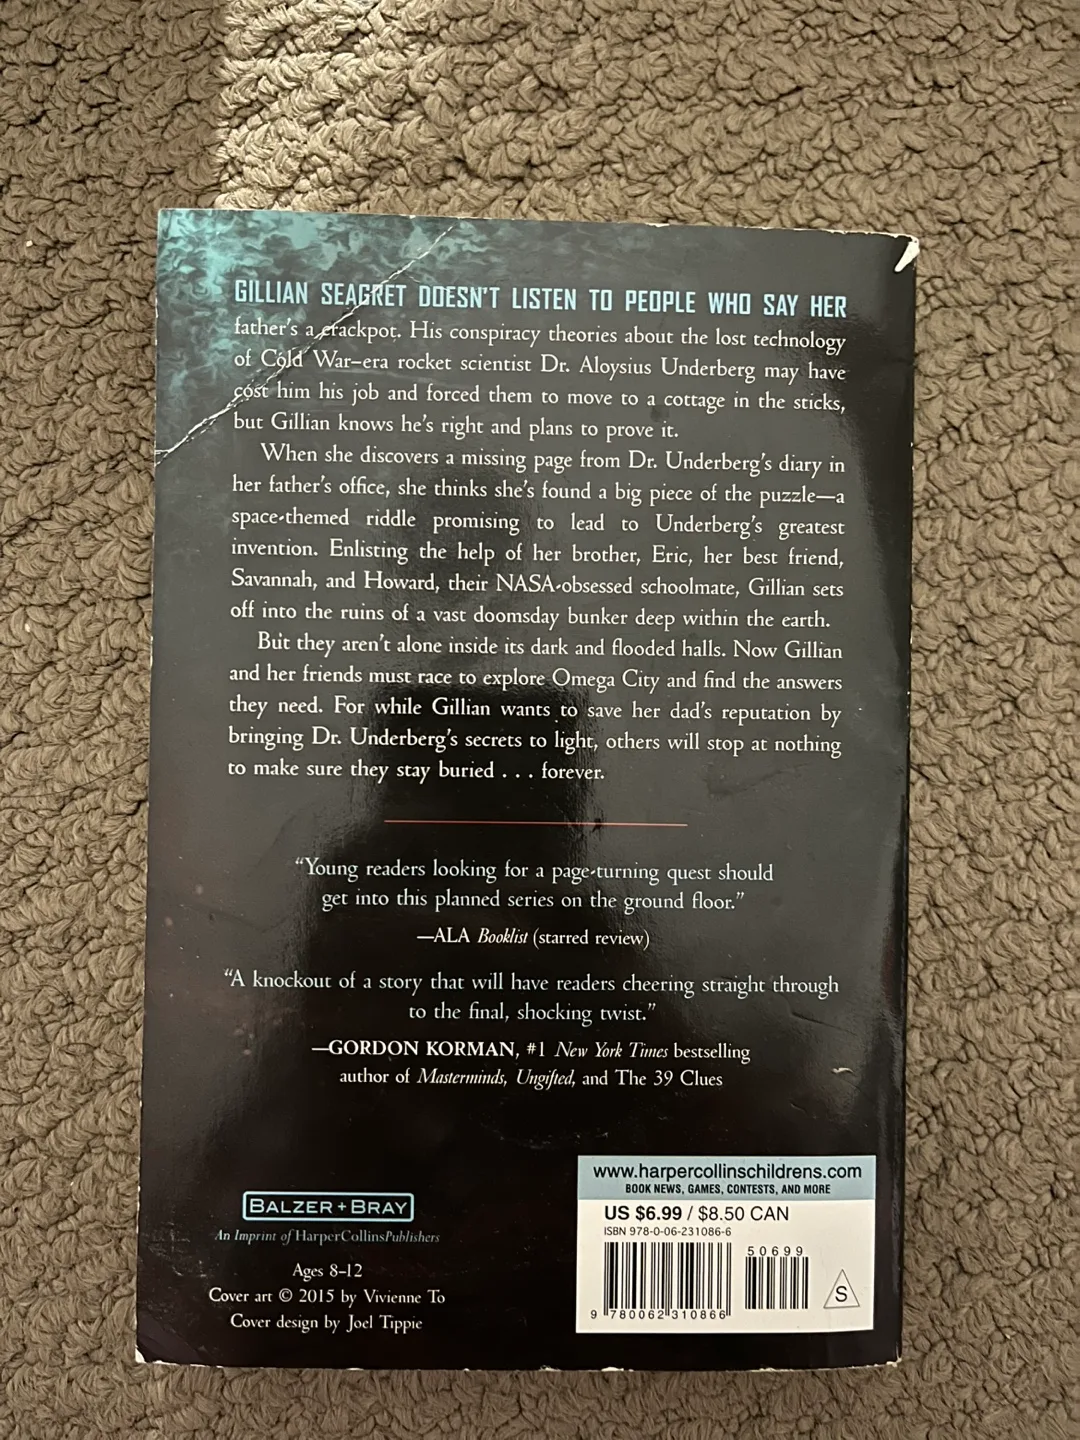 GILLIAN SEAGRET DOESN'T LISTEN TO PEOPLE WHO SAY HER
father's a crackpot. His conspiracy theories about the lost technology
of Cold War–era rocket scientist Dr. Aloysius Underberg may have
cost him his job and forced them to move to a cottage in the sticks,
but Gillian knows he's right and plans to prove it.
When she discovers a missing page from Dr. Underberg's diary in
her father's office, she thinks she's found a big piece of the puzzle—a
space-themed riddle promising to lead to Underberg's greatest
invention. Enlisting the help of her brother, Eric, her best friend,
Savannah, and Howard, their NASA-obsessed schoolmate, Gillian sets
off into the ruins of a vast doomsday bunker deep within the earth.
But they aren't alone inside its dark and flooded halls. Now Gillian
and her friends must race to explore Omega City and find the answers
they need. For while Gillian wants to save her dad's reputation by
bringing Dr. Underberg's secrets to light, others will stop at nothing
to make sure they stay buried . . . forever.
“Young readers looking for a page-turning quest should
get into this planned series on the ground floor.”
—ALA Booklist (starred review)
“A knockout of a story that will have readers cheering straight through
to the final, shocking twist.”
—GORDON KORMAN, #1 New York Times bestselling
author of Masterminds, Ungifted, and The 39 Clues
BALZER + BRAY
An Imprint of HarperCollinsPublishers
Ages 8–12
Cover art © 2015 by Vivienne To
Cover design by Joel Tippie
www.harpercollinschildrens.com
BOOK NEWS, GAMES, CONTESTS, AND MORE
US $6.99 / $8.50 CAN
ISBN 978-0-06-231086-6
50699
S
9 780062 310866